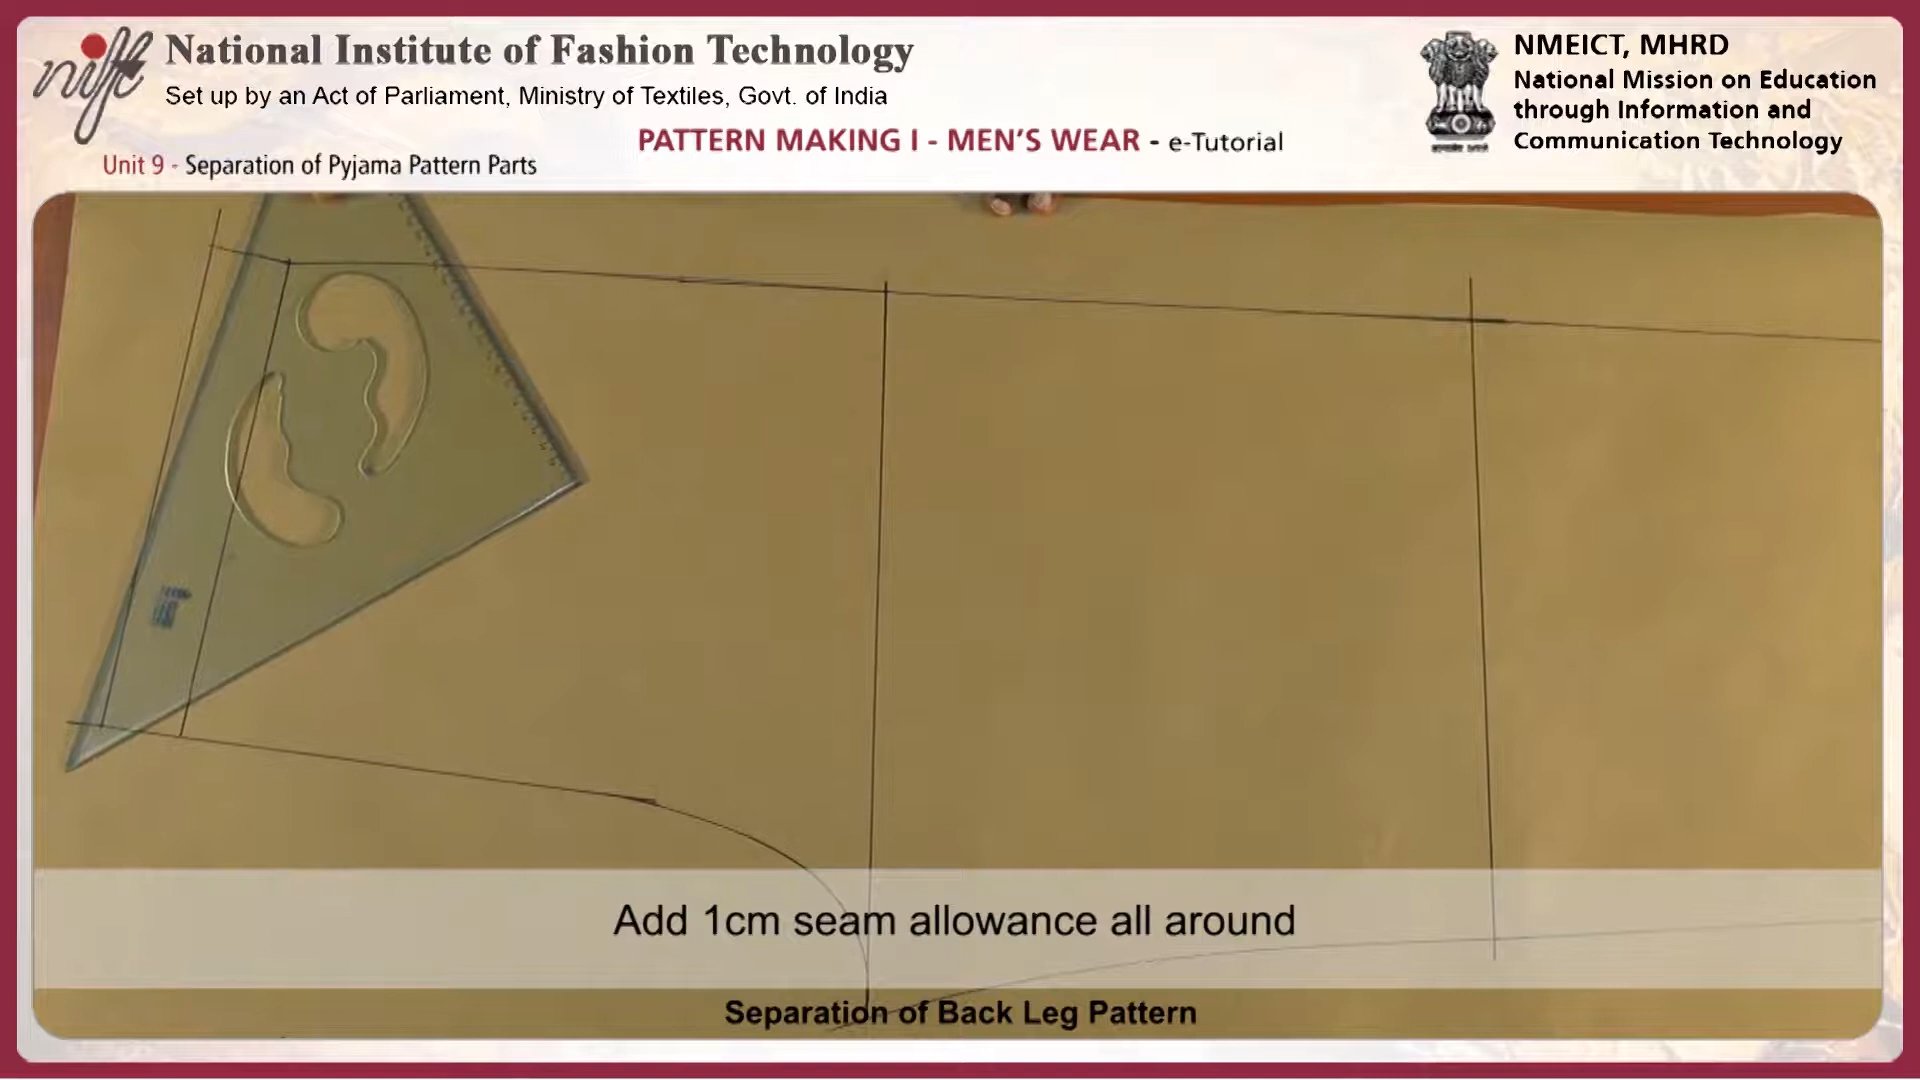 nift
National Institute of Fashion Technology
Set up by an Act of Parliament, Ministry of Textiles, Govt. of India
NMEICT, MHRD
National Mission on Education
through Information and
Communication Technology
PATTERN MAKING I - MEN'S WEAR - e-Tutorial
Unit 9 - Separation of Pyjama Pattern Parts
Add 1cm seam allowance all around
Separation of Back Leg Pattern